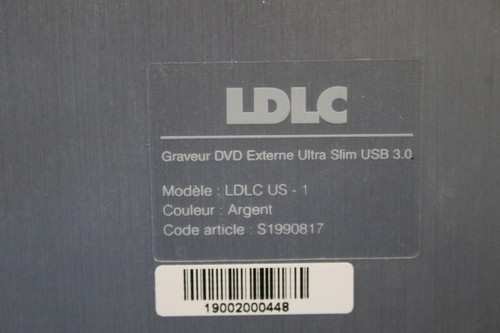 LDLC
Graveur DVD Externe Ultra Slim USB 3.0
Modèle : LDLC US - 1
Couleur : Argent
Code article : S1990817
19002000448